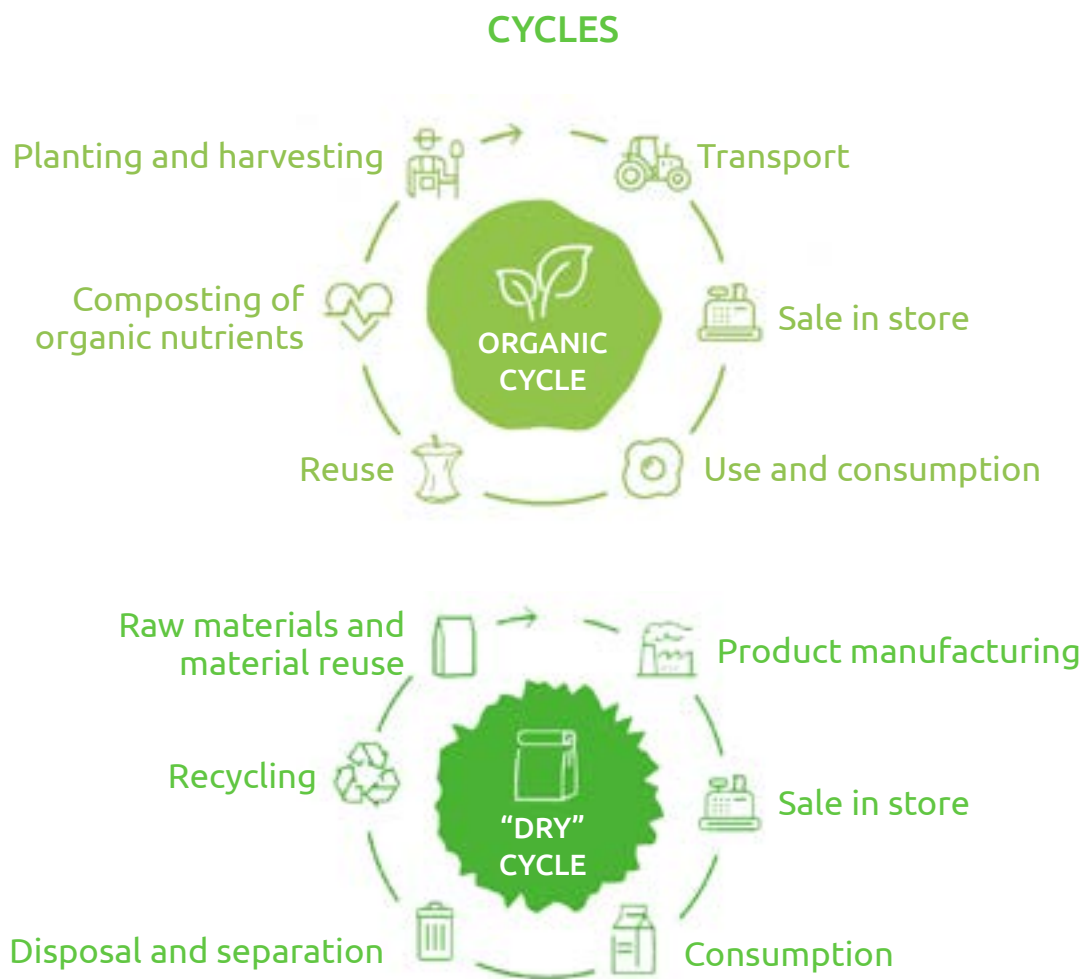 CYCLES
Planting and harvesting
Transport
Composting of
organic nutrients
Sale in store
ORGANIC
CYCLE
Reuse
Use and consumption
Raw materials and
material reuse
Product manufacturing
Recycling
Sale in store
“DRY”
CYCLE
Disposal and separation
Consumption